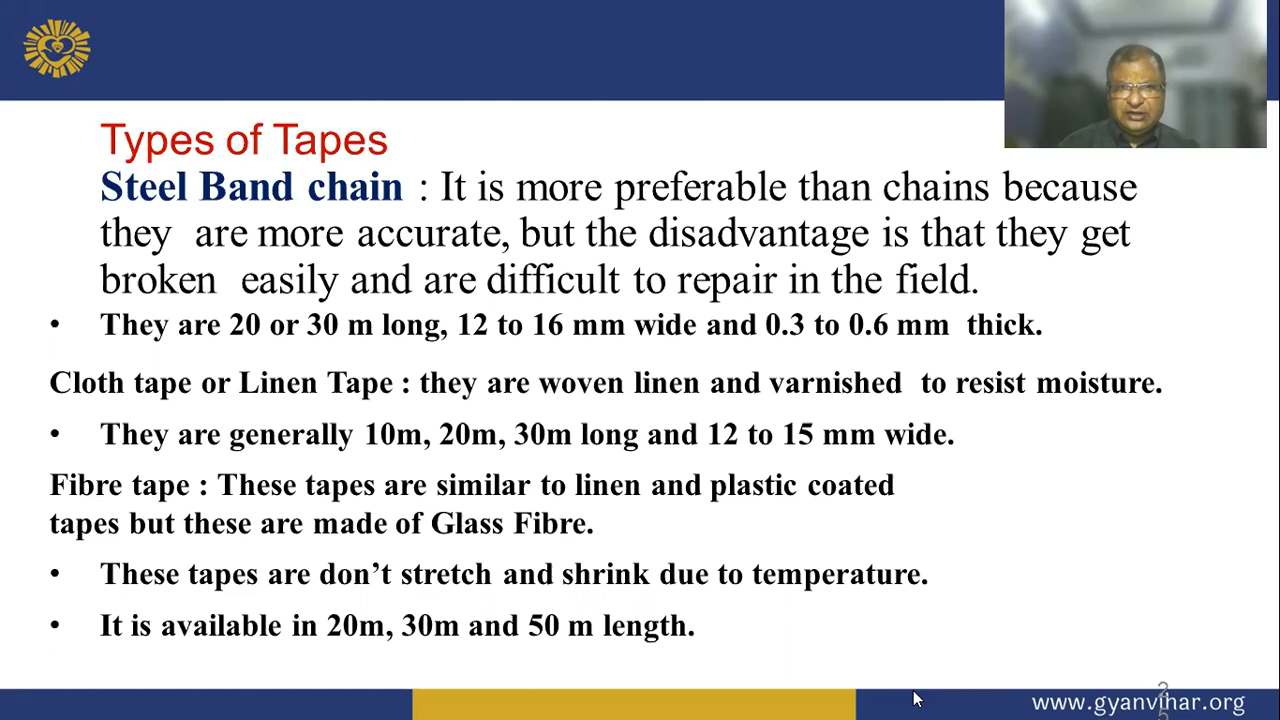 Types of Tapes
Steel Band chain : It is more preferable than chains because
they are more accurate, but the disadvantage is that they get
broken easily and are difficult to repair in the field.
• They are 20 or 30 m long, 12 to 16 mm wide and 0.3 to 0.6 mm thick.
Cloth tape or Linen Tape : they are woven linen and varnished to resist moisture.
• They are generally 10m, 20m, 30m long and 12 to 15 mm wide.
Fibre tape : These tapes are similar to linen and plastic coated
tapes but these are made of Glass Fibre.
• These tapes are don’t stretch and shrink due to temperature.
• It is available in 20m, 30m and 50 m length.
www.gyanvihar.org